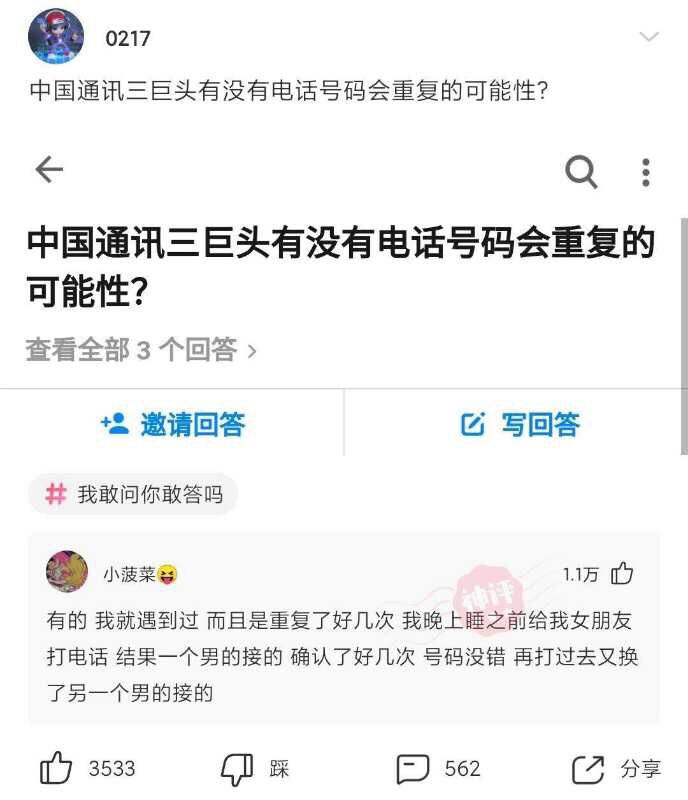 0217
中国通讯三巨头有没有电话号码会重复的可能性？
中国通讯三巨头有没有电话号码会重复的
可能性？
查看全部 3 个回答
邀请回答
写回答
我敢问你敢答吗
小菠菜😝
1.1万
神评
有的 我就遇到过 而且是重复了好几次 我晚上睡之前给我女朋友
打电话 结果一个男的接的 确认了好几次 号码没错 再打过去又换
了另一个男的接的
3533
踩
562
分享